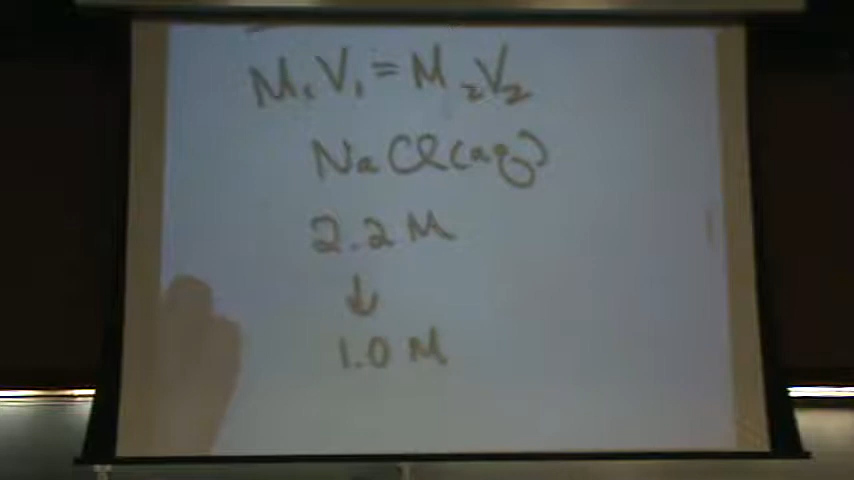 M₁V₁=M₂V₂
NaCl(aq)
2.2 M
↓
1.0 M